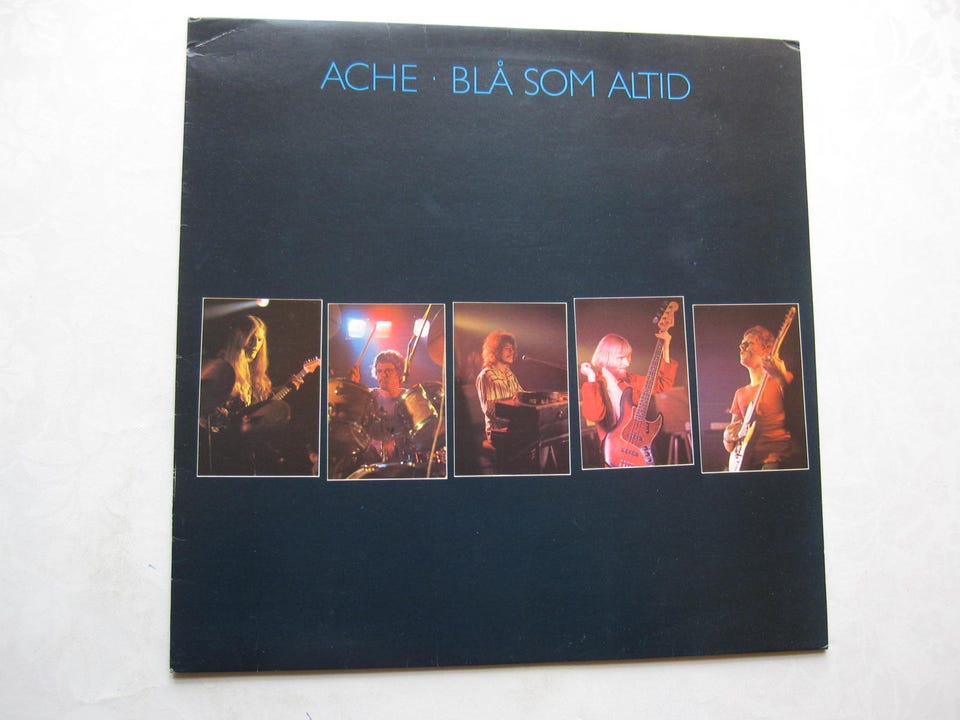 ACHE · BLÅ SOM ALTID